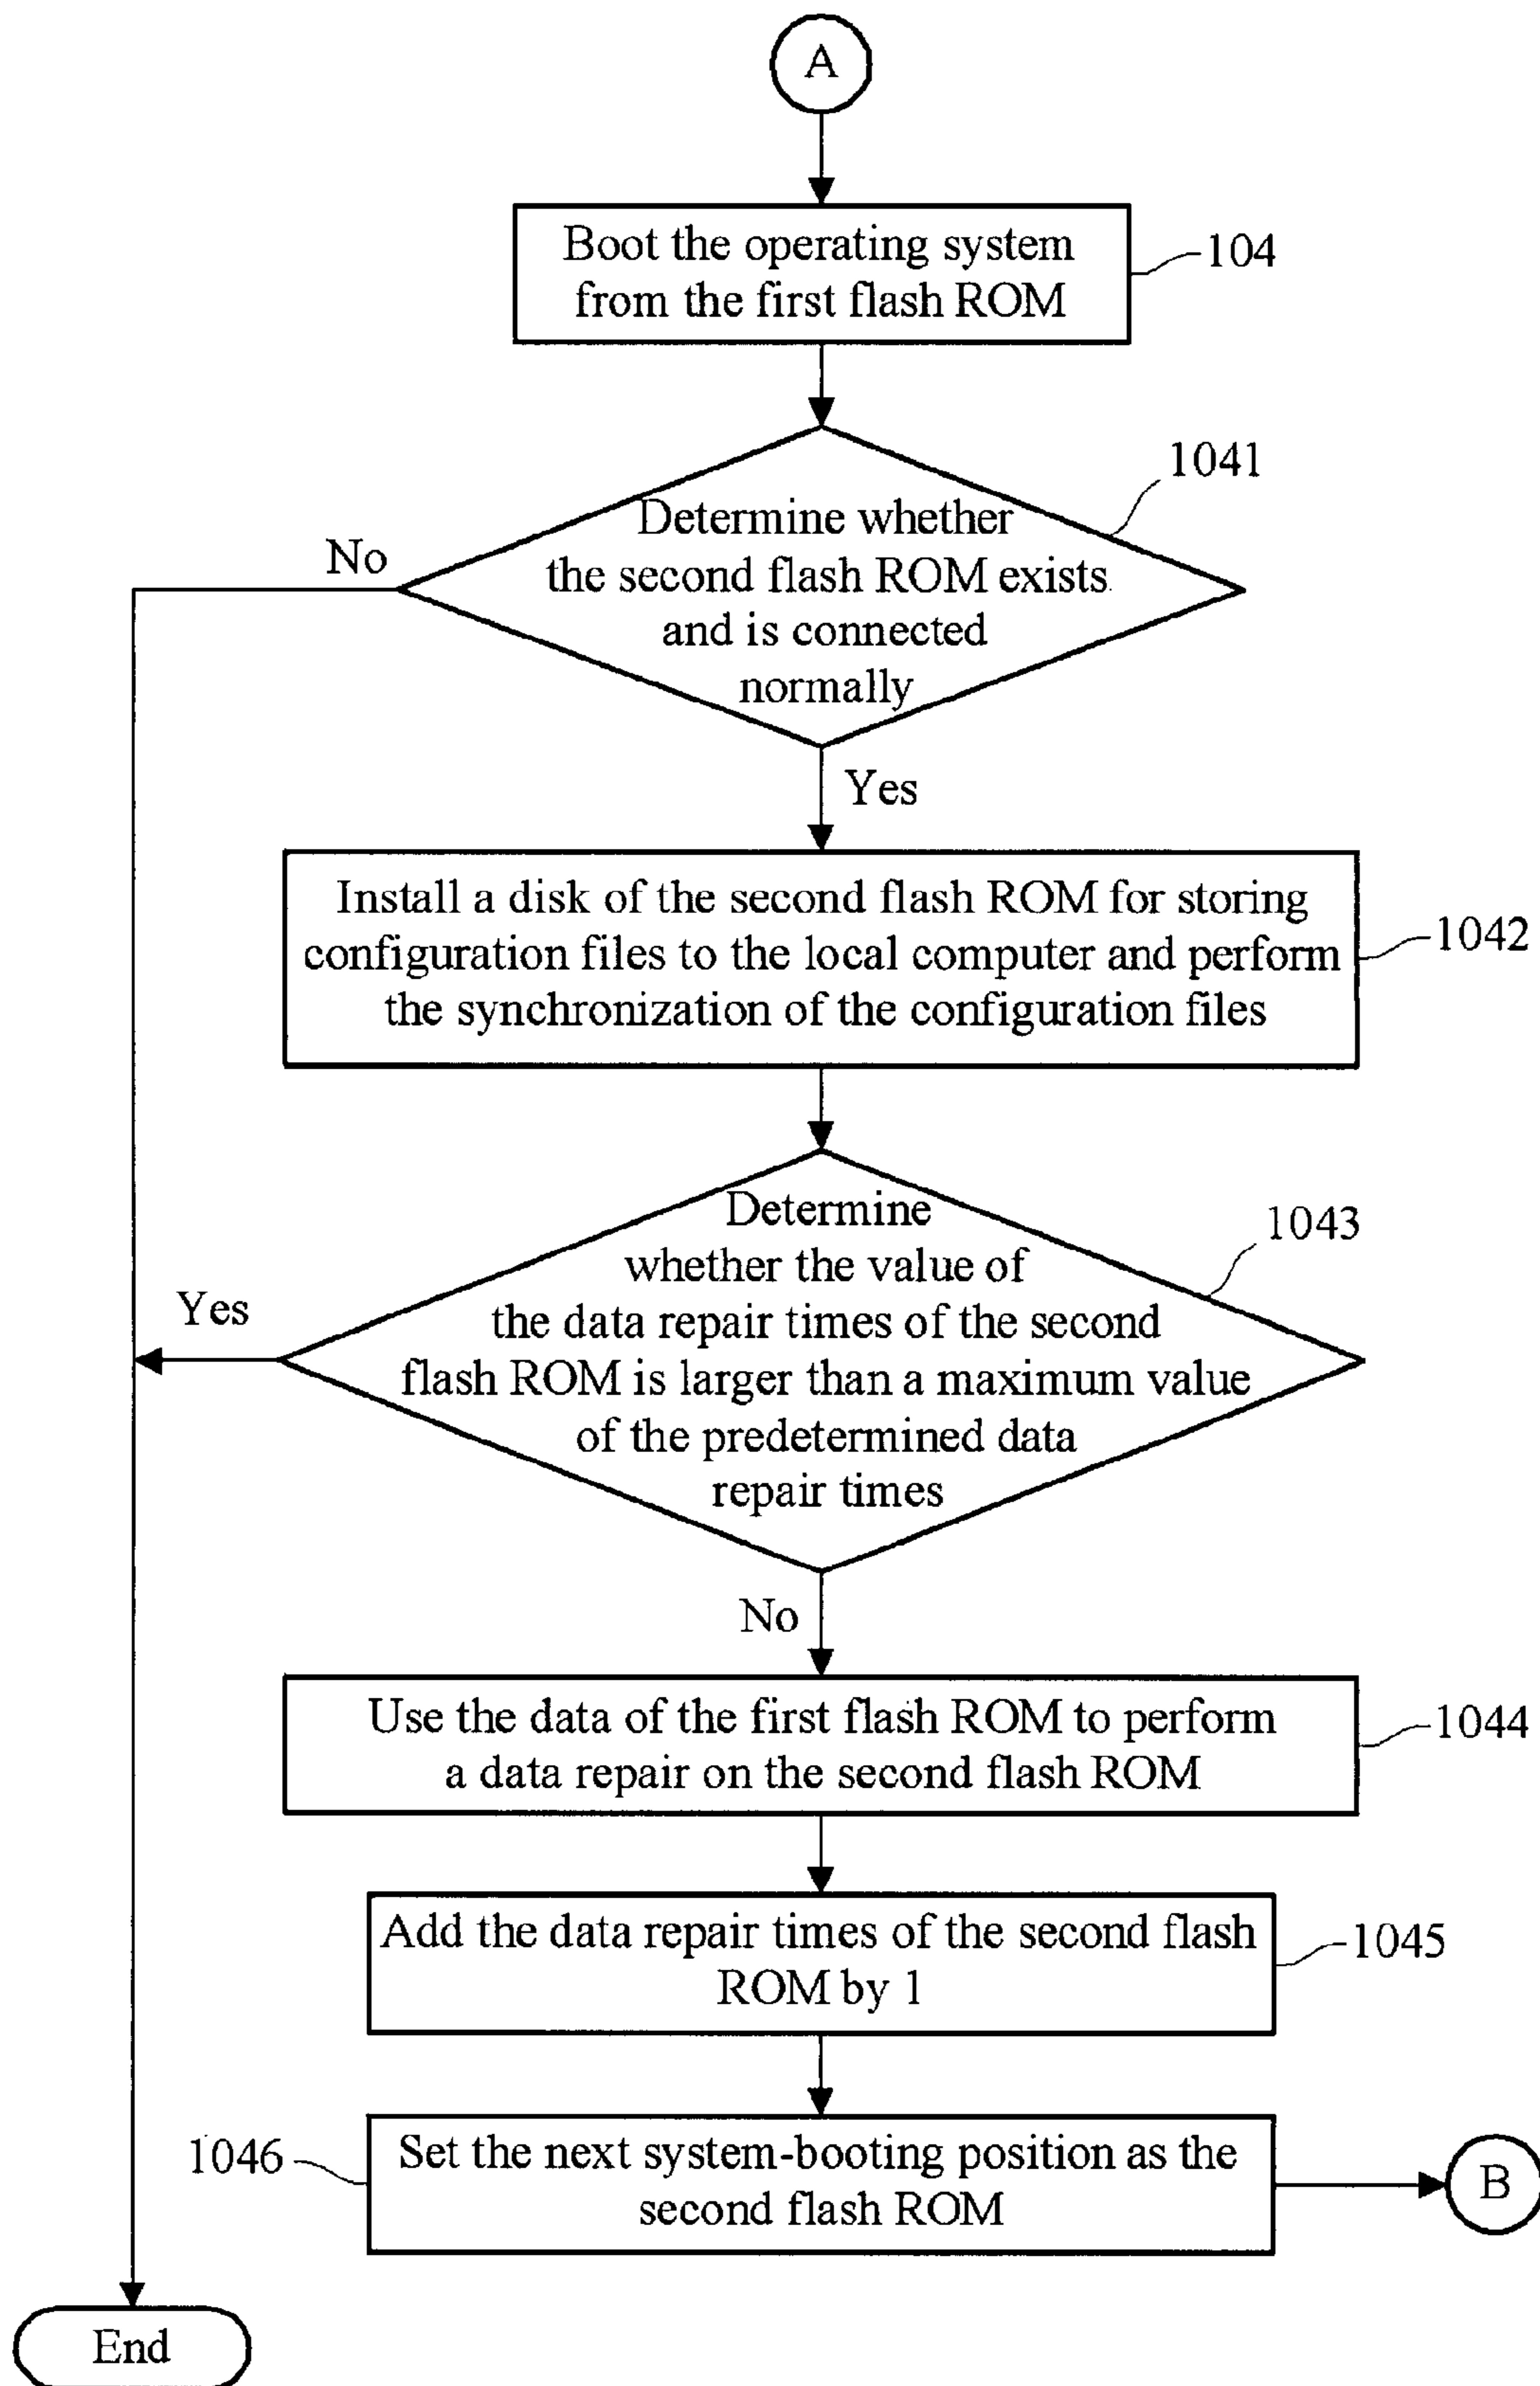 A
Boot the operating system
from the first flash ROM
104
1041
Determine whether
the second flash ROM exists
and is connected
normally
No
Yes
Install a disk of the second flash ROM for storing
configuration files to the local computer and perform
the synchronization of the configuration files
1042
Determine
whether the value of
the data repair times of the second
flash ROM is larger than a maximum value
of the predetermined data
repair times
1043
Yes
No
Use the data of the first flash ROM to perform
a data repair on the second flash ROM
1044
Add the data repair times of the second flash
ROM by 1
1045
1046
Set the next system-booting position as the
second flash ROM
B
End